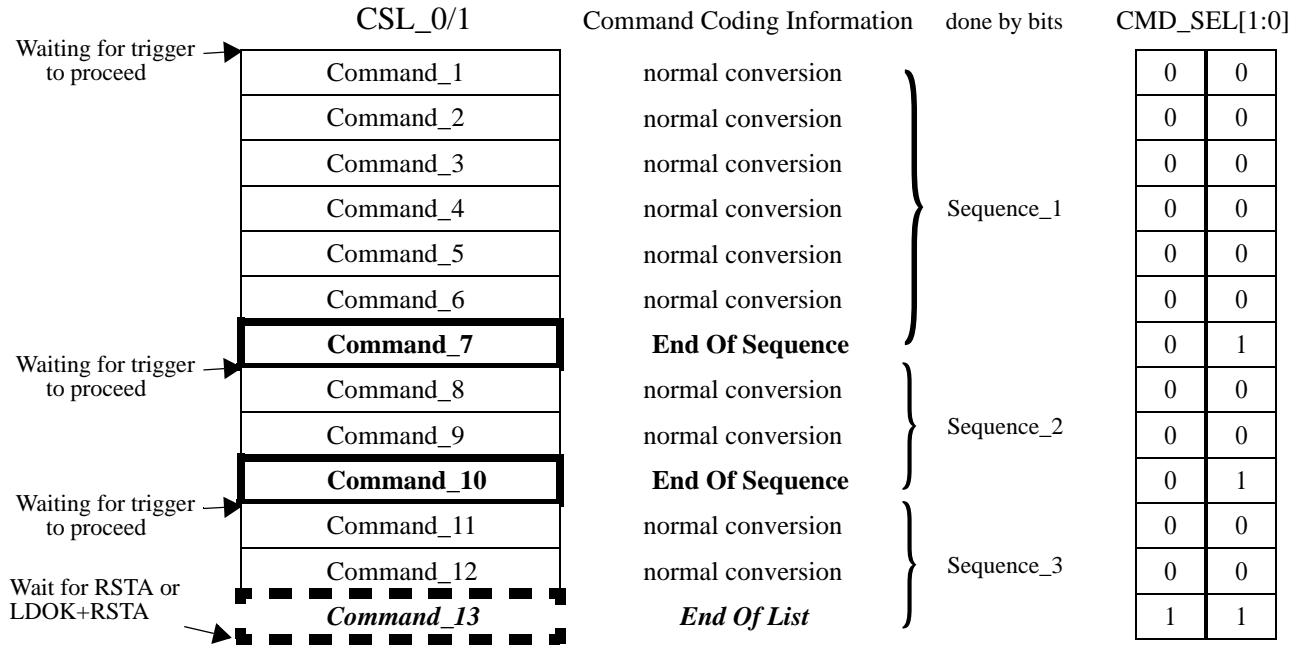 CSL_0/1 Command Coding Information done by bits CMD_SEL[1:0]
Waiting for trigger
to proceed
Command_1 normal conversion 0 0
Command_2 normal conversion 0 0
Command_3 normal conversion 0 0
Command_4 normal conversion Sequence_1 0 0
Command_5 normal conversion 0 0
Command_6 normal conversion 0 0
Command_7 End Of Sequence 0 1
Waiting for trigger
to proceed
Command_8 normal conversion 0 0
Command_9 normal conversion Sequence_2 0 0
Command_10 End Of Sequence 0 1
Waiting for trigger
to proceed
Command_11 normal conversion 0 0
Command_12 normal conversion Sequence_3 0 0
Wait for RSTA or
LDOK+RSTA
Command_13 End Of List 1 1